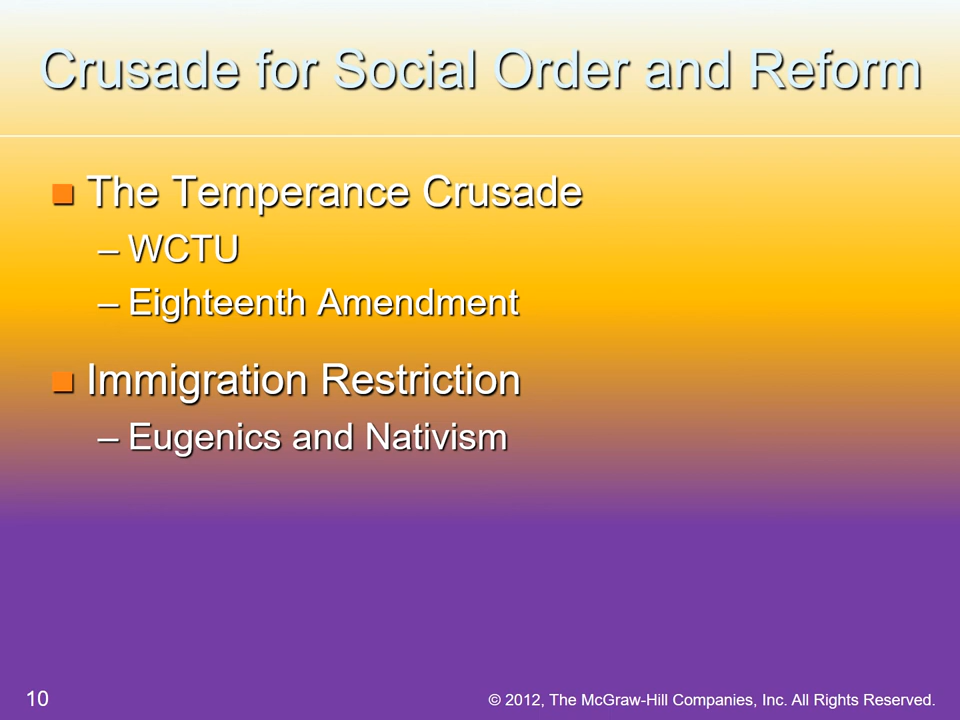 Crusade for Social Order and Reform
■ The Temperance Crusade
– WCTU
– Eighteenth Amendment
■ Immigration Restriction
– Eugenics and Nativism
10
© 2012, The McGraw-Hill Companies, Inc. All Rights Reserved.